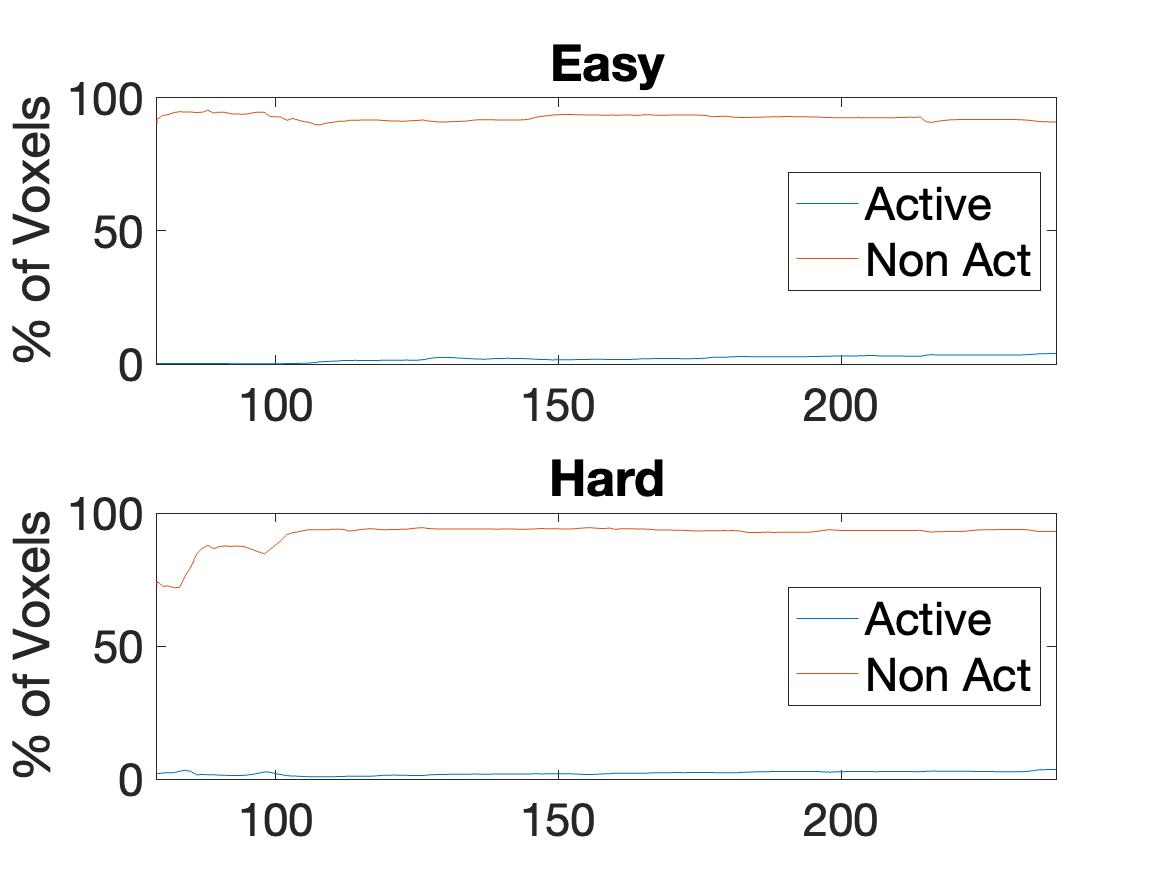 Easy
% of Voxels
100
50
0
Active
Non Act
100 150 200
Hard
% of Voxels
100
50
0
Active
Non Act
100 150 200